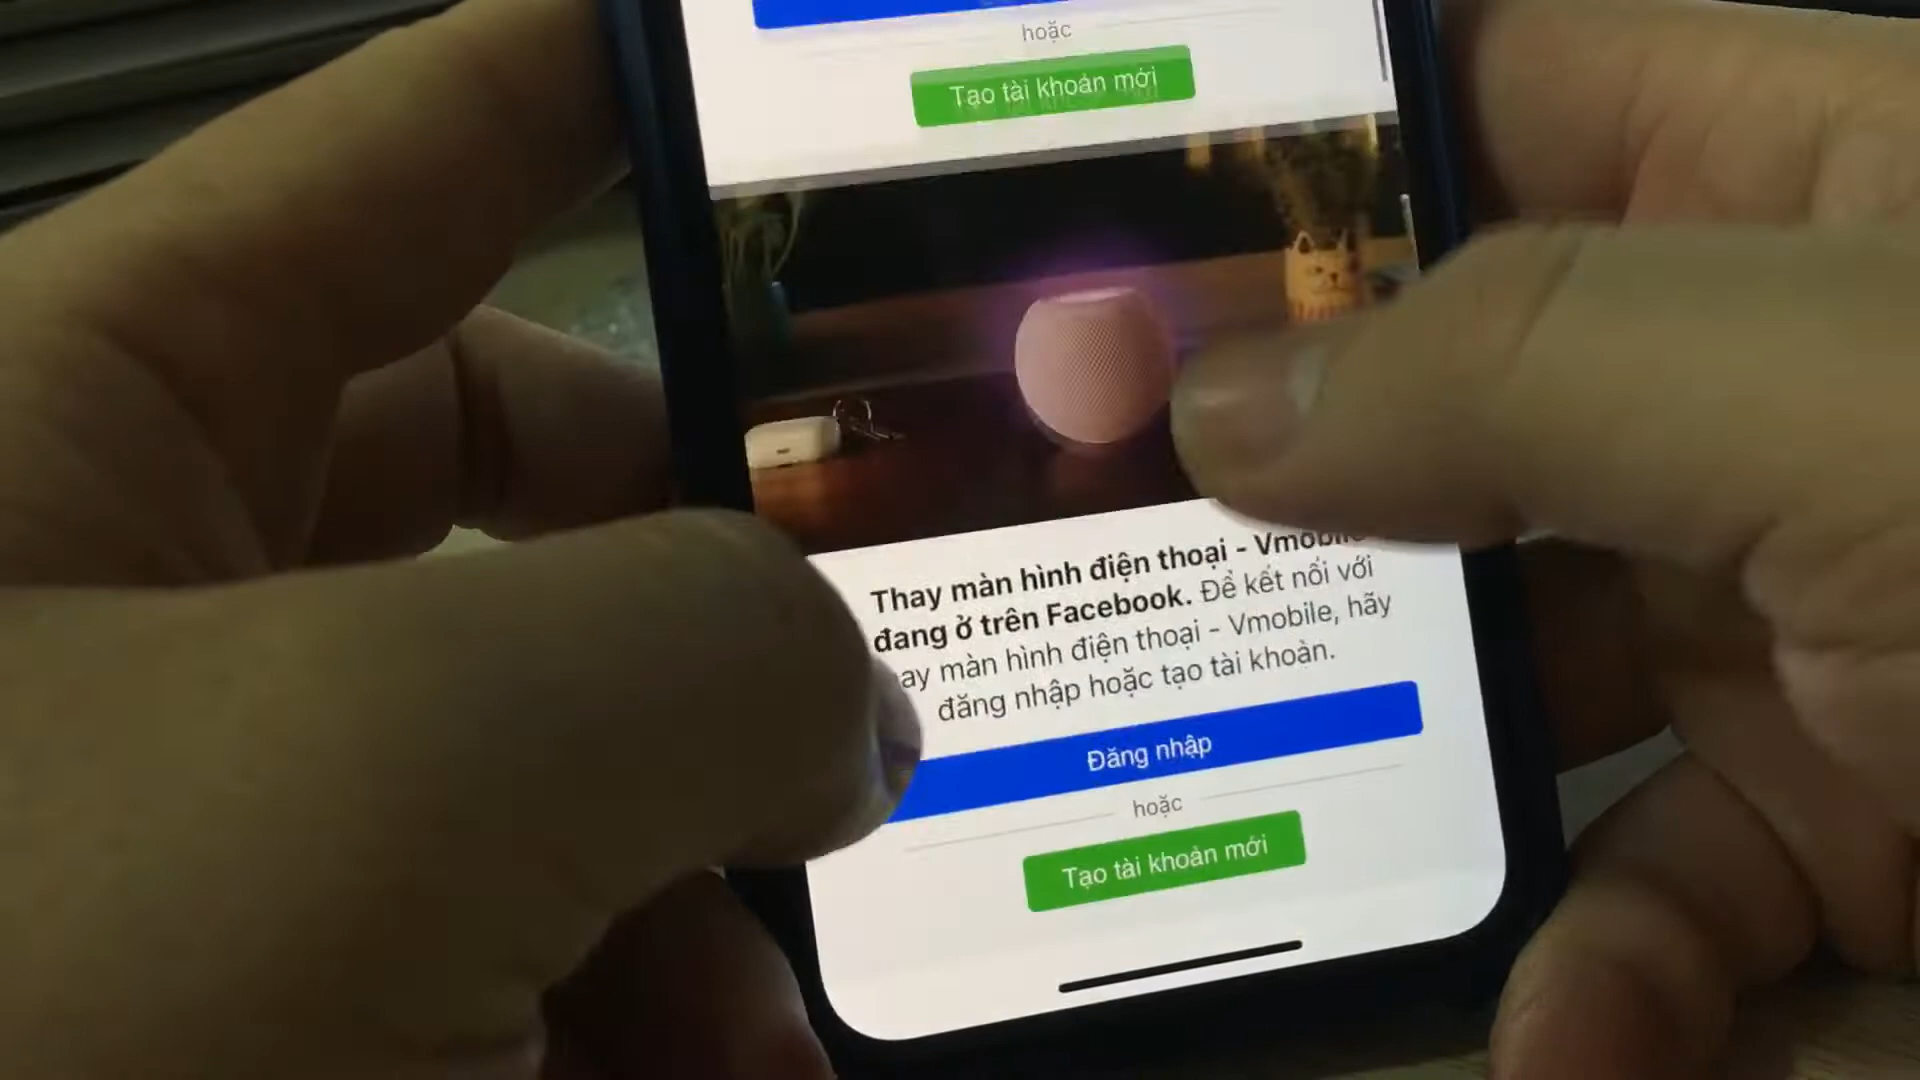 hoặc
Tạo tài khoản mới
Thay màn hình điện thoại - Vmobile
đang ở trên Facebook. Để kết nối với
ay màn hình điện thoại - Vmobile, hãy
đăng nhập hoặc tạo tài khoản.
Đăng nhập
hoặc
Tạo tài khoản mới